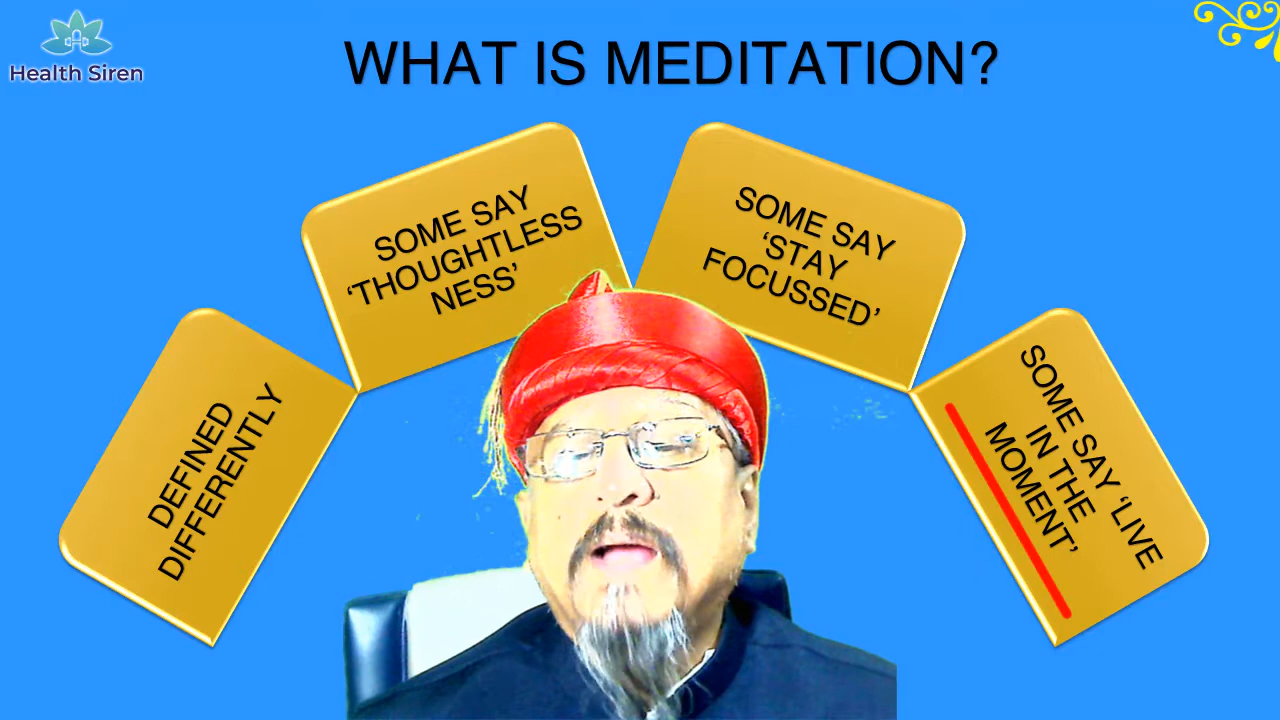 Health Siren
WHAT IS MEDITATION?
DEFINED
DIFFERENTLY
SOME SAY
‘THOUGHTLESS
NESS’
SOME SAY
‘STAY
FOCUSSED’
SOME SAY ‘LIVE
IN THE
MOMENT’